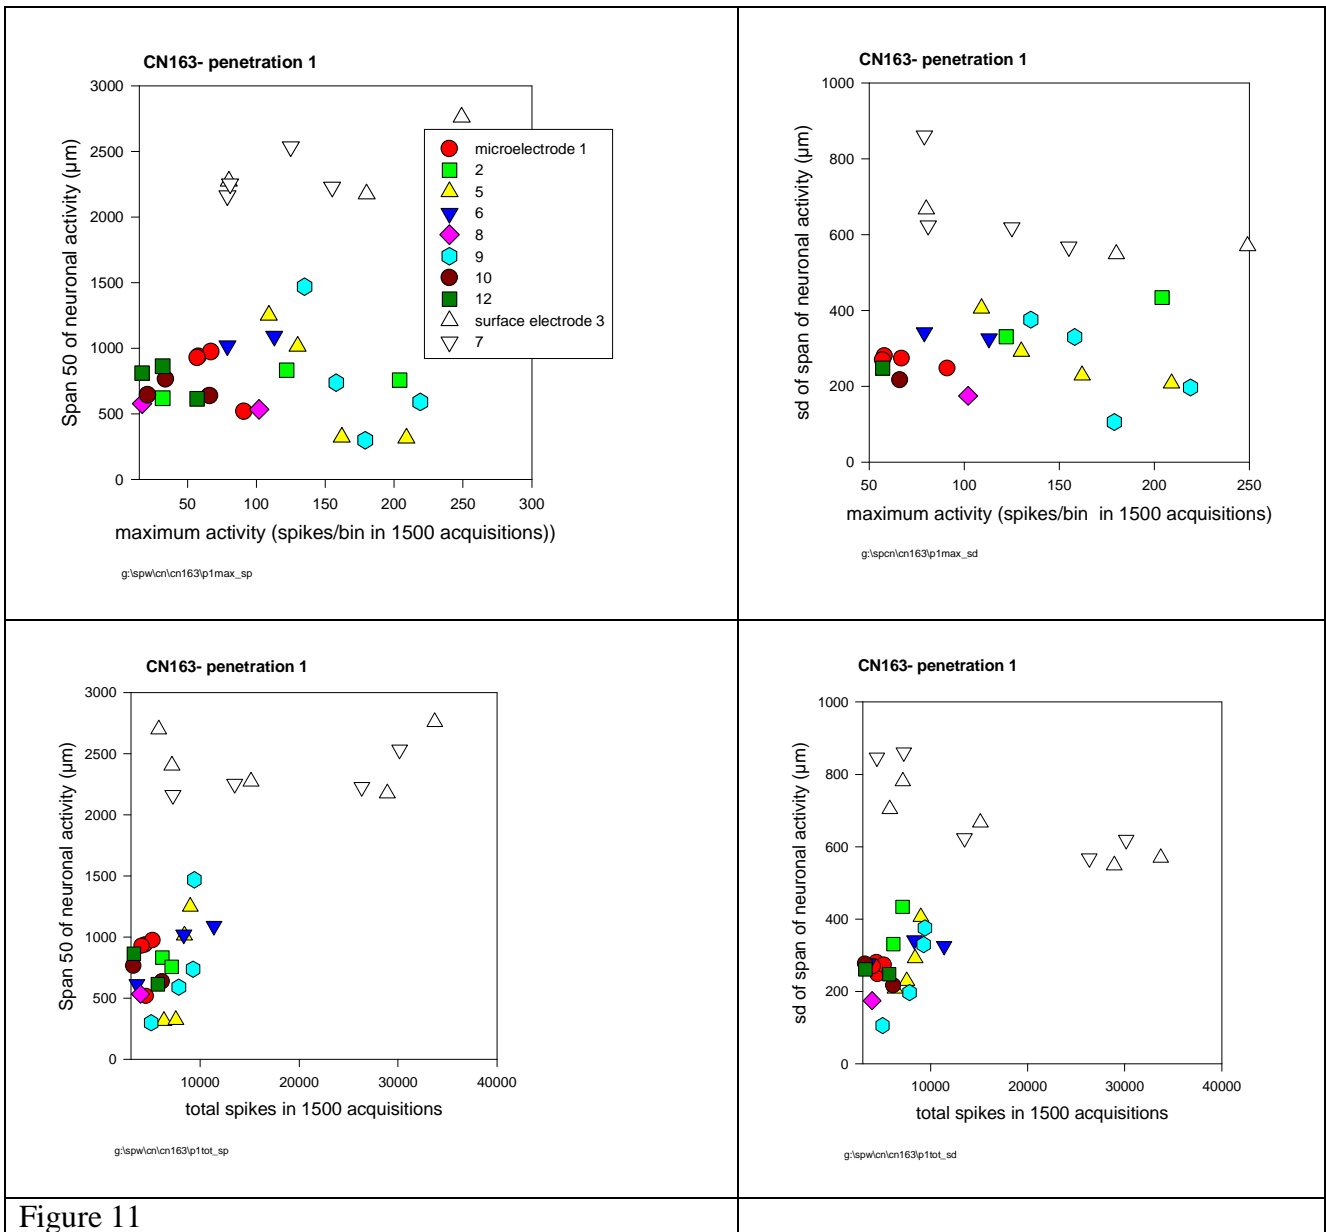 CN163- penetration 1
3000
2500
2000
1500
1000
500
0
Span 50 of neuronal activity (µm)
50 100 150 200 250 300
maximum activity (spikes/bin in 1500 acquisitions))
microelectrode 1
2
5
6
8
9
10
12
surface electrode 3
7
g:\spw\cn\cn163\p1max_sp
CN163- penetration 1
1000
800
600
400
200
0
sd of span of neuronal activity (µm)
50 100 150 200 250
maximum activity (spikes/bin in 1500 acquisitions)
g:\spcn\cn163\p1max_sd
CN163- penetration 1
3000
2500
2000
1500
1000
500
0
Span 50 of neuronal activity (µm)
10000 20000 30000 40000
total spikes in 1500 acquisitions
g:\spw\cn\cn163\p1tot_sp
CN163- penetration 1
1000
800
600
400
200
0
sd of span of neuronal activity (µm)
10000 20000 30000 40000
total spikes in 1500 acquisitions
g:\spw\cn\cn163\p1tot_sd
Figure 11